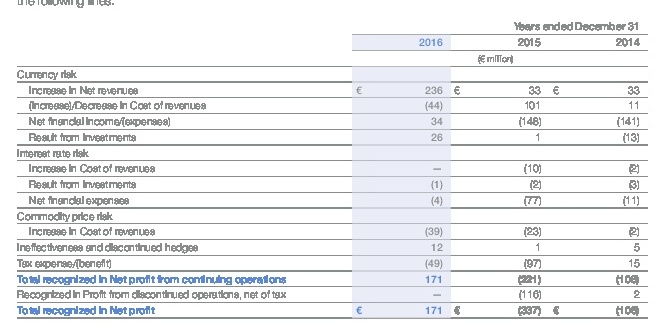 the following lines:
Years ended December 31
2016 2015 2014
(€ million)
Currency risk
Increase in Net revenues € 236 € 33 € 33
(Increase)/Decrease in Cost of revenues (44) 101 11
Net financial income/(expenses) 34 (148) (141)
Result from investments 26 1 (13)
Interest rate risk
Increase in Cost of revenues — (10) (2)
Result from investments (1) (2) (3)
Net financial expenses (4) (77) (11)
Commodity price risk
Increase in Cost of revenues (39) (23) (2)
Ineffectiveness and discontinued hedges 12 1 5
Tax expense/(benefit) (49) (97) 15
Total recognized in Net profit from continuing operations 171 (221) (108)
Recognized in Profit from discontinued operations, net of tax — (116) 2
Total recognized in Net profit € 171 € (337) € (106)